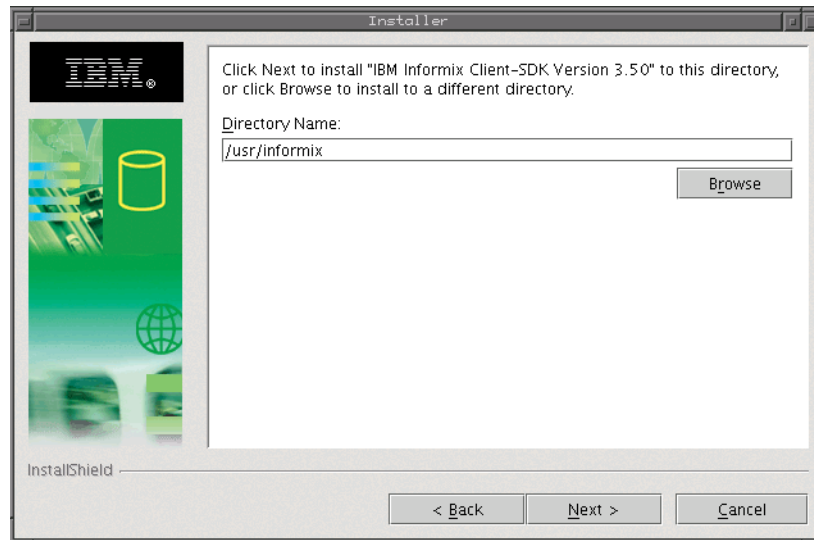 Installer
IBM®
Click Next to install "IBM Informix Client-SDK Version 3.50" to this directory,
or click Browse to install to a different directory.
Directory Name:
/usr/informix
Browse
InstallShield
< Back
Next >
Cancel